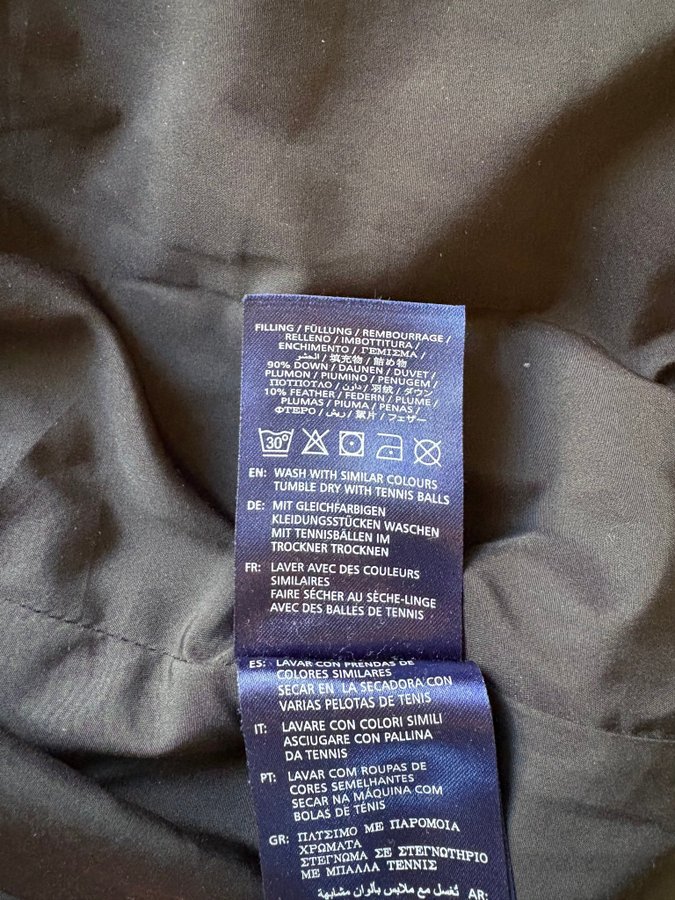 FILLING / FÜLLUNG / REMBOURRAGE /
RELLENO / IMBOTTITURA /
ENCHIMENTO / ΓΕΜΙΣΜΑ /
الحشو / 填充物 / 詰め物
90% DOWN / DAUNEN / DUVET /
PLUMON / PIUMINO / PENUGEM /
ΠΟΥΠΟΥΛΟ / داون / 羽绒 / ダウン
10% FEATHER / FEDERN / PLUME /
PLUMAS / PIUMA / PENAS /
ΦΤΕΡΟ / ريش / 葉片 / フェザー
30°
EN: WASH WITH SIMILAR COLOURS
TUMBLE DRY WITH TENNIS BALLS
DE: MIT GLEICHFARBIGEN
KLEIDUNGSSTÜCKEN WASCHEN
MIT TENNISBÄLLEN IM
TROCKNER TROCKNEN
FR: LAVER AVEC DES COULEURS
SIMILAIRES
FAIRE SÉCHER AU SÈCHE-LINGE
AVEC DES BALLES DE TENNIS
ES: LAVAR CON PRENDAS DE
COLORES SIMILARES
SECAR EN LA SECADORA CON
VARIAS PELOTAS DE TENIS
IT: LAVARE CON COLORI SIMILI
ASCIUGARE CON PALLINA
DA TENNIS
PT: LAVAR COM ROUPAS DE
CORES SEMELHANTES
SECAR NA MÁQUINA COM
BOLAS DE TÉNIS
GR: ΠΛΥΣΙΜΟ ΜΕ ΠΑΡΟΜΟΙΑ
ΧΡΩΜΑΤΑ
ΣΤΕΓΝΩΜΑ ΣΕ ΣΤΕΓΝΩΤΗΡΙΟ
ΜΕ ΜΠΑΛΛΑ ΤΕΝΝΙΣ
AR: تُغسل مع ملابس بألوان مشابهة